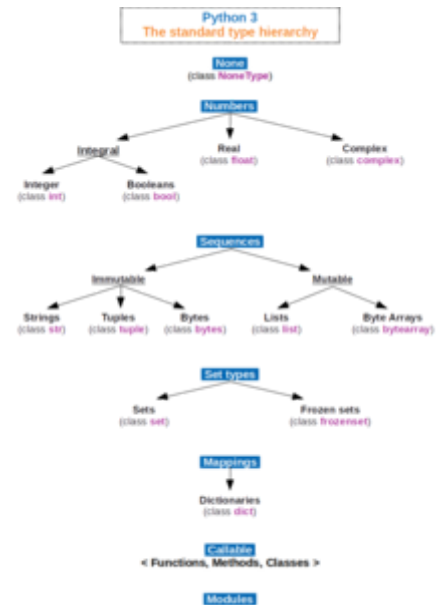 Python 3
The standard type hierarchy
None
(class NoneType)
Numbers
Integral
Real
(class float)
Complex
(class complex)
Integer
(class int)
Booleans
(class bool)
Sequences
Immutable
Mutable
Strings
(class str)
Tuples
(class tuple)
Bytes
(class bytes)
Lists
(class list)
Byte Arrays
(class bytearray)
Set types
Sets
(class set)
Frozen sets
(class frozenset)
Mappings
Dictionaries
(class dict)
Callable
< Functions, Methods, Classes >
Modules